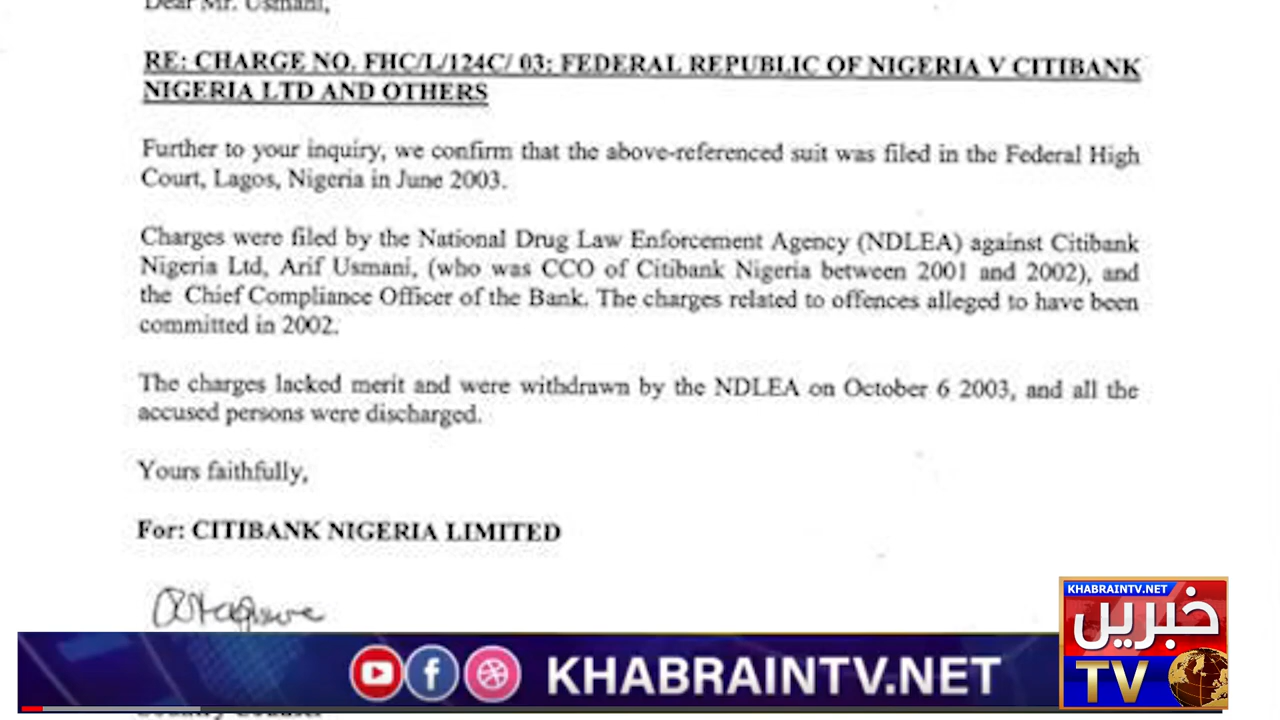 Dear Mr. Usmani,
RE: CHARGE NO. FHC/L/124C/ 03: FEDERAL REPUBLIC OF NIGERIA V CITIBANK
NIGERIA LTD AND OTHERS
Further to your inquiry, we confirm that the above-referenced suit was filed in the Federal High
Court, Lagos, Nigeria in June 2003.
Charges were filed by the National Drug Law Enforcement Agency (NDLEA) against Citibank
Nigeria Ltd, Arif Usmani, (who was CCO of Citibank Nigeria between 2001 and 2002), and
the Chief Compliance Officer of the Bank. The charges related to offences alleged to have been
committed in 2002.
The charges lacked merit and were withdrawn by the NDLEA on October 6 2003, and all the
accused persons were discharged.
Yours faithfully,
For: CITIBANK NIGERIA LIMITED
KHABRAINTV.NET
KHABRAINTV.NET
خبریں
TV